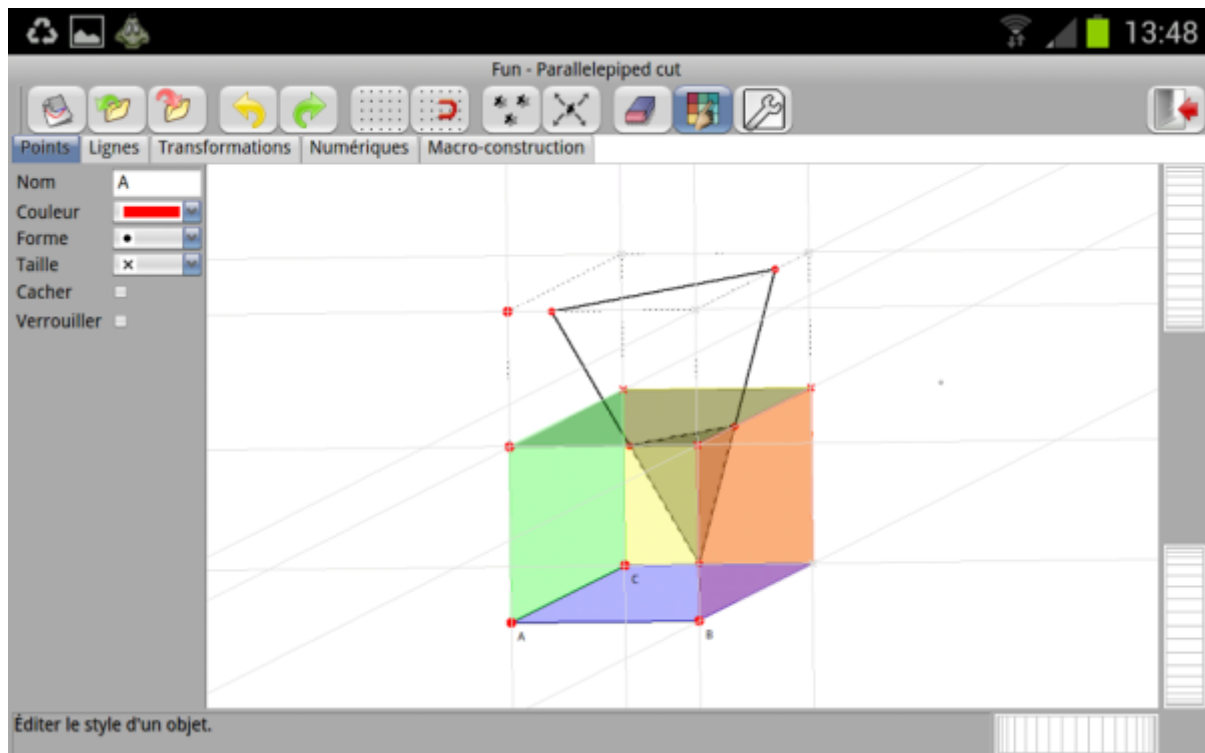 13:48
Fun - Parallelepiped cut
Points Lignes Transformations Numériques Macro-construction
Nom A
Couleur
Forme
Taille
Cacher
Verrouiller
C
A B
Éditer le style d'un objet.